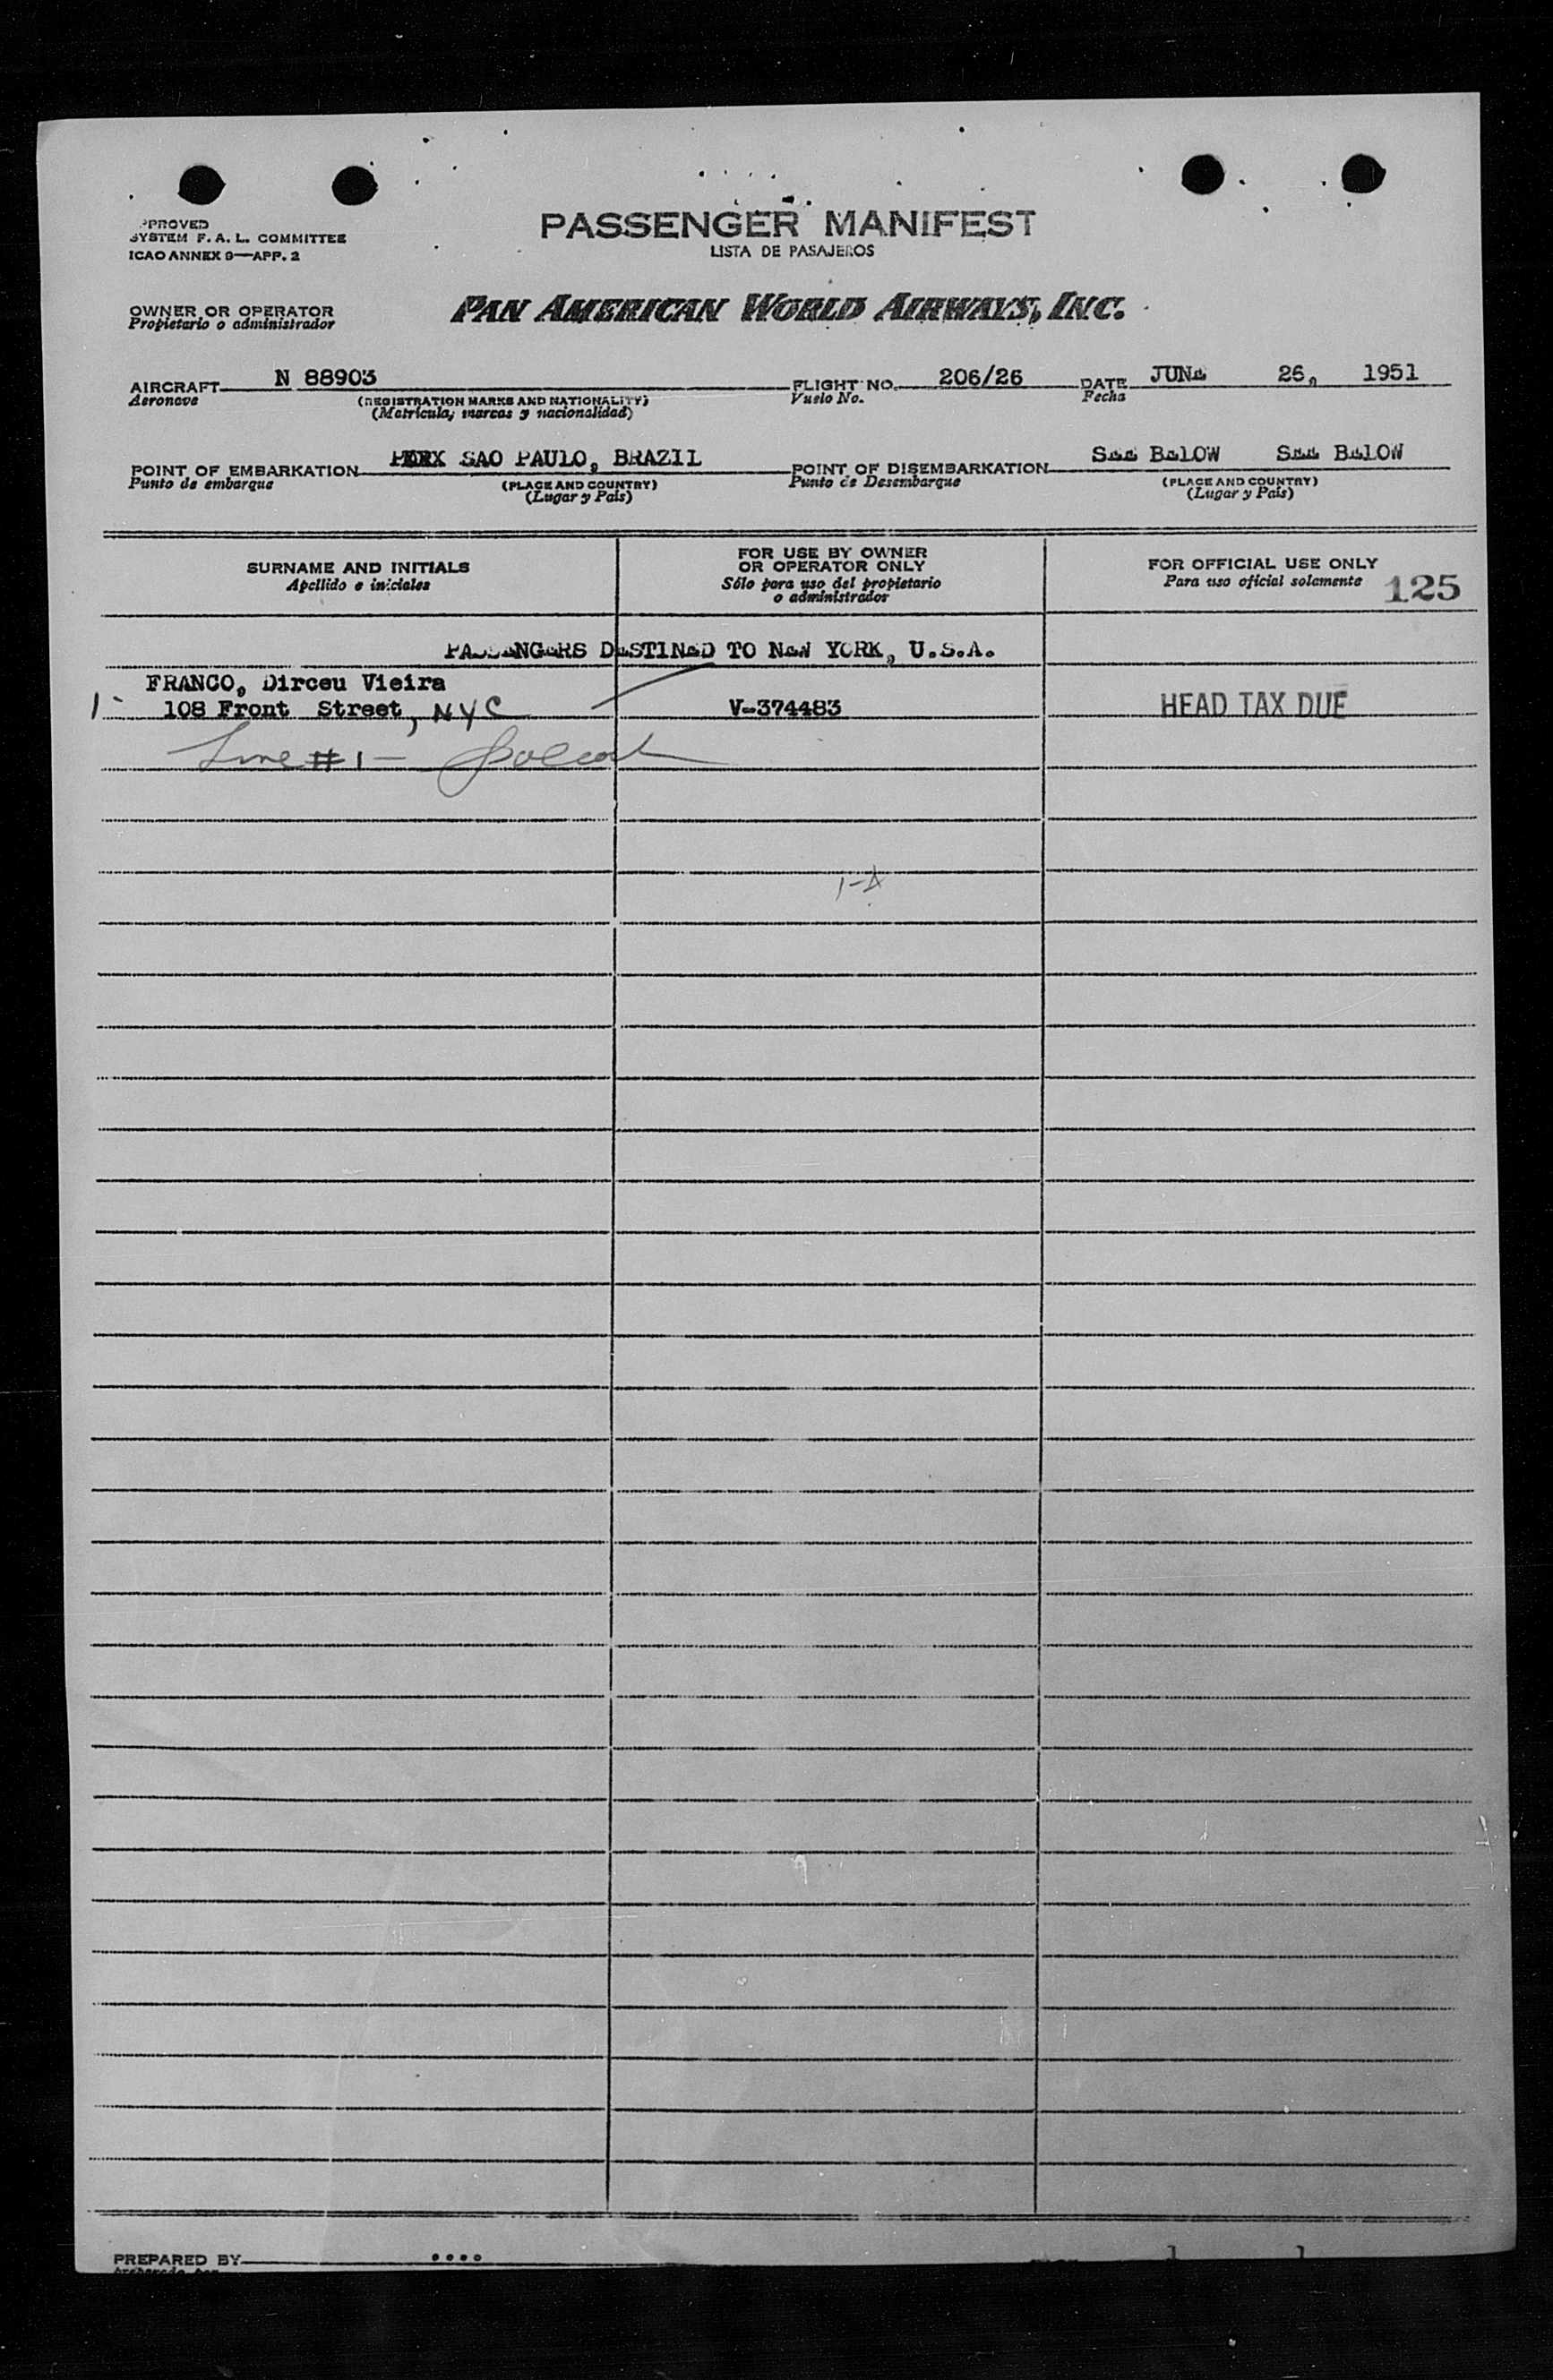 PPROVED
SYSTEM F. A. L. COMMITTEE
ICAO ANNEX 9—APP. 2
PASSENGER MANIFEST
LISTA DE PASAJEROS
OWNER OR OPERATOR
Propietario o administrador
PAN AMERICAN WORLD AIRWAYS, INC.
AIRCRAFT N 88903
Aeronave
(REGISTRATION MARKS AND NATIONALITY)
(Matrícula, marcas y nacionalidad)
FLIGHT NO. 206/26
Vuelo No.
DATE JUNe 26, 1951
Fecha
POINT OF EMBARKATION SAO PAULO, BRAZIL
Punto de embarque
(PLACE AND COUNTRY)
(Lugar y País)
POINT OF DISEMBARKATION See BeLOW See BeLOW
Punto de Desembarque
(PLACE AND COUNTRY)
(Lugar y País)
SURNAME AND INITIALS
Apellido e iniciales
FOR USE BY OWNER
OR OPERATOR ONLY
Sólo para uso del propietario
o administrador
FOR OFFICIAL USE ONLY
Para uso oficial solamente
125
PASSENGeRS DeSTINeD TO NeW YORK, U.S.A.
FRANCO, Dirceu Vieira
1- 108 Front Street, NYC V-374483 HEAD TAX DUE
Line #1 -
PREPARED BY ....
1 1